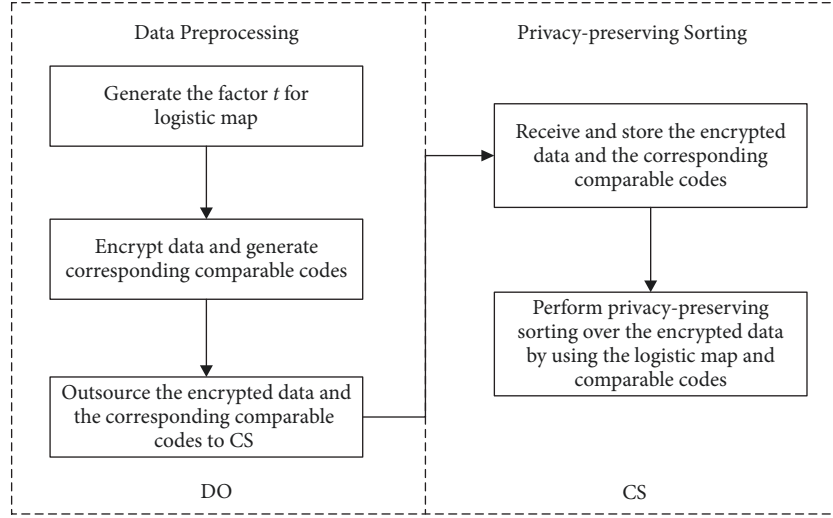 Data Preprocessing
Generate the factor t for
logistic map
Encrypt data and generate
corresponding comparable codes
Outsource the encrypted data and
the corresponding comparable
codes to CS
DO
Privacy-preserving Sorting
Receive and store the encrypted
data and the corresponding
comparable codes
Perform privacy-preserving
sorting over the encrypted data
by using the logistic map and
comparable codes
CS